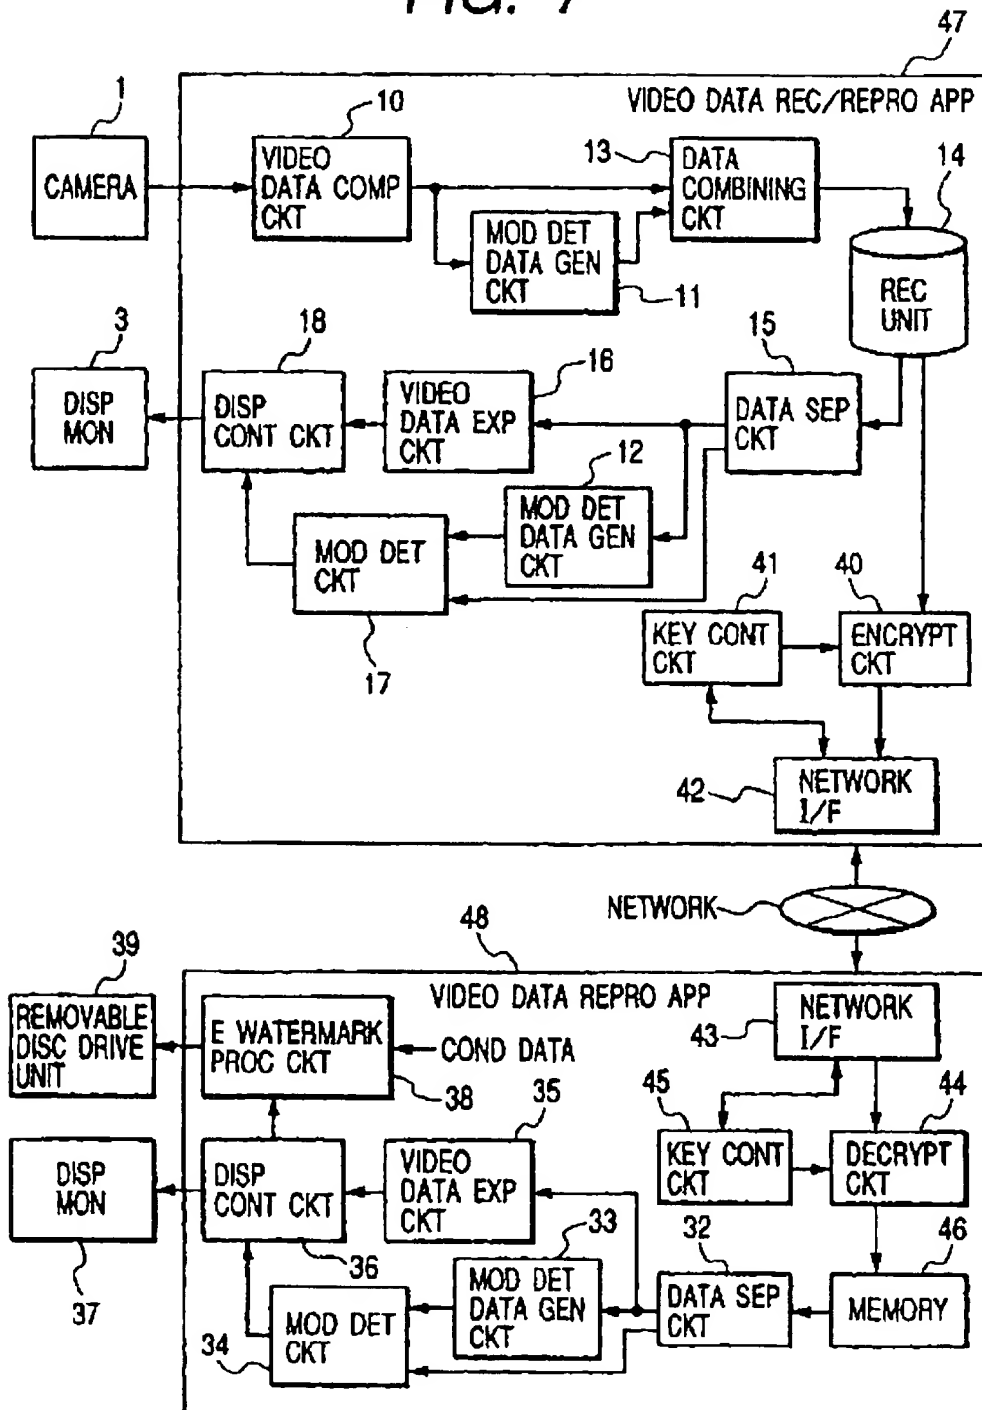 FIG. 7
47
VIDEO DATA REC/REPRO APP
1
CAMERA
10
VIDEO
DATA COMP
CKT
13
DATA
COMBINING
CKT
14
REC
UNIT
MOD DET
DATA GEN
CKT
11
3
DISP
MON
18
DISP
CONT CKT
16
VIDEO
DATA EXP
CKT
15
DATA SEP
CKT
12
MOD DET
DATA GEN
CKT
MOD DET
CKT
17
41
KEY CONT
CKT
40
ENCRYPT
CKT
42
NETWORK
I/F
NETWORK
48
VIDEO DATA REPRO APP
39
REMOVABLE
DISC DRIVE
UNIT
E WATERMARK
PROC CKT
38
COND DATA
43
NETWORK
I/F
45
KEY CONT
CKT
44
DECRYPT
CKT
DISP
MON
37
DISP
CONT CKT
36
35
VIDEO
DATA EXP
CKT
33
MOD DET
DATA GEN
CKT
32
DATA SEP
CKT
46
MEMORY
34
MOD DET
CKT